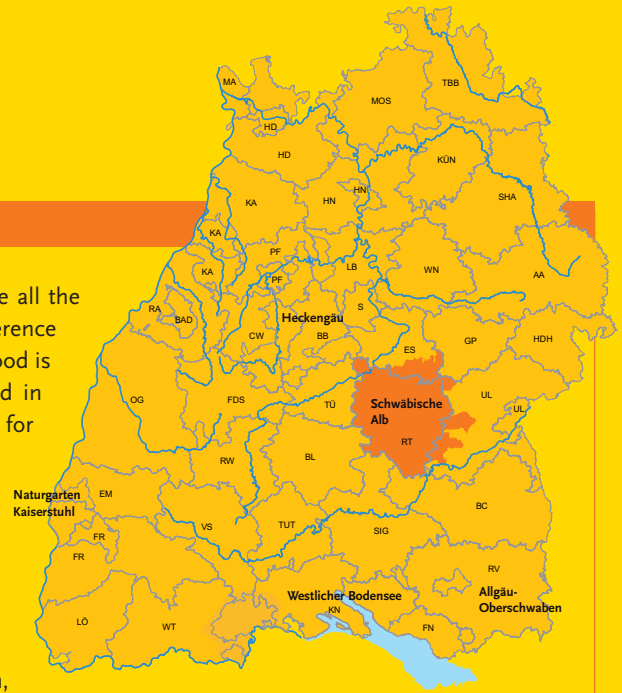 e all the
erence
ood is
d in
for
,
MA
TBB
MOS
HD
HD
KÜN
HN
HN
SHA
KA
KA
PF
LB
WN
KA
PF
AA
S
RA
BAD
Heckengäu
CW
BB
ES
GP
HDH
OG
FDS
TÜ
Schwäbische
Alb
UL
UL
RT
RW
BL
Naturgarten
Kaiserstuhl
EM
BC
FR
VS
TUT
SIG
FR
RV
Westlicher Bodensee
Allgäu-
Oberschwaben
KN
LÖ
WT
FN